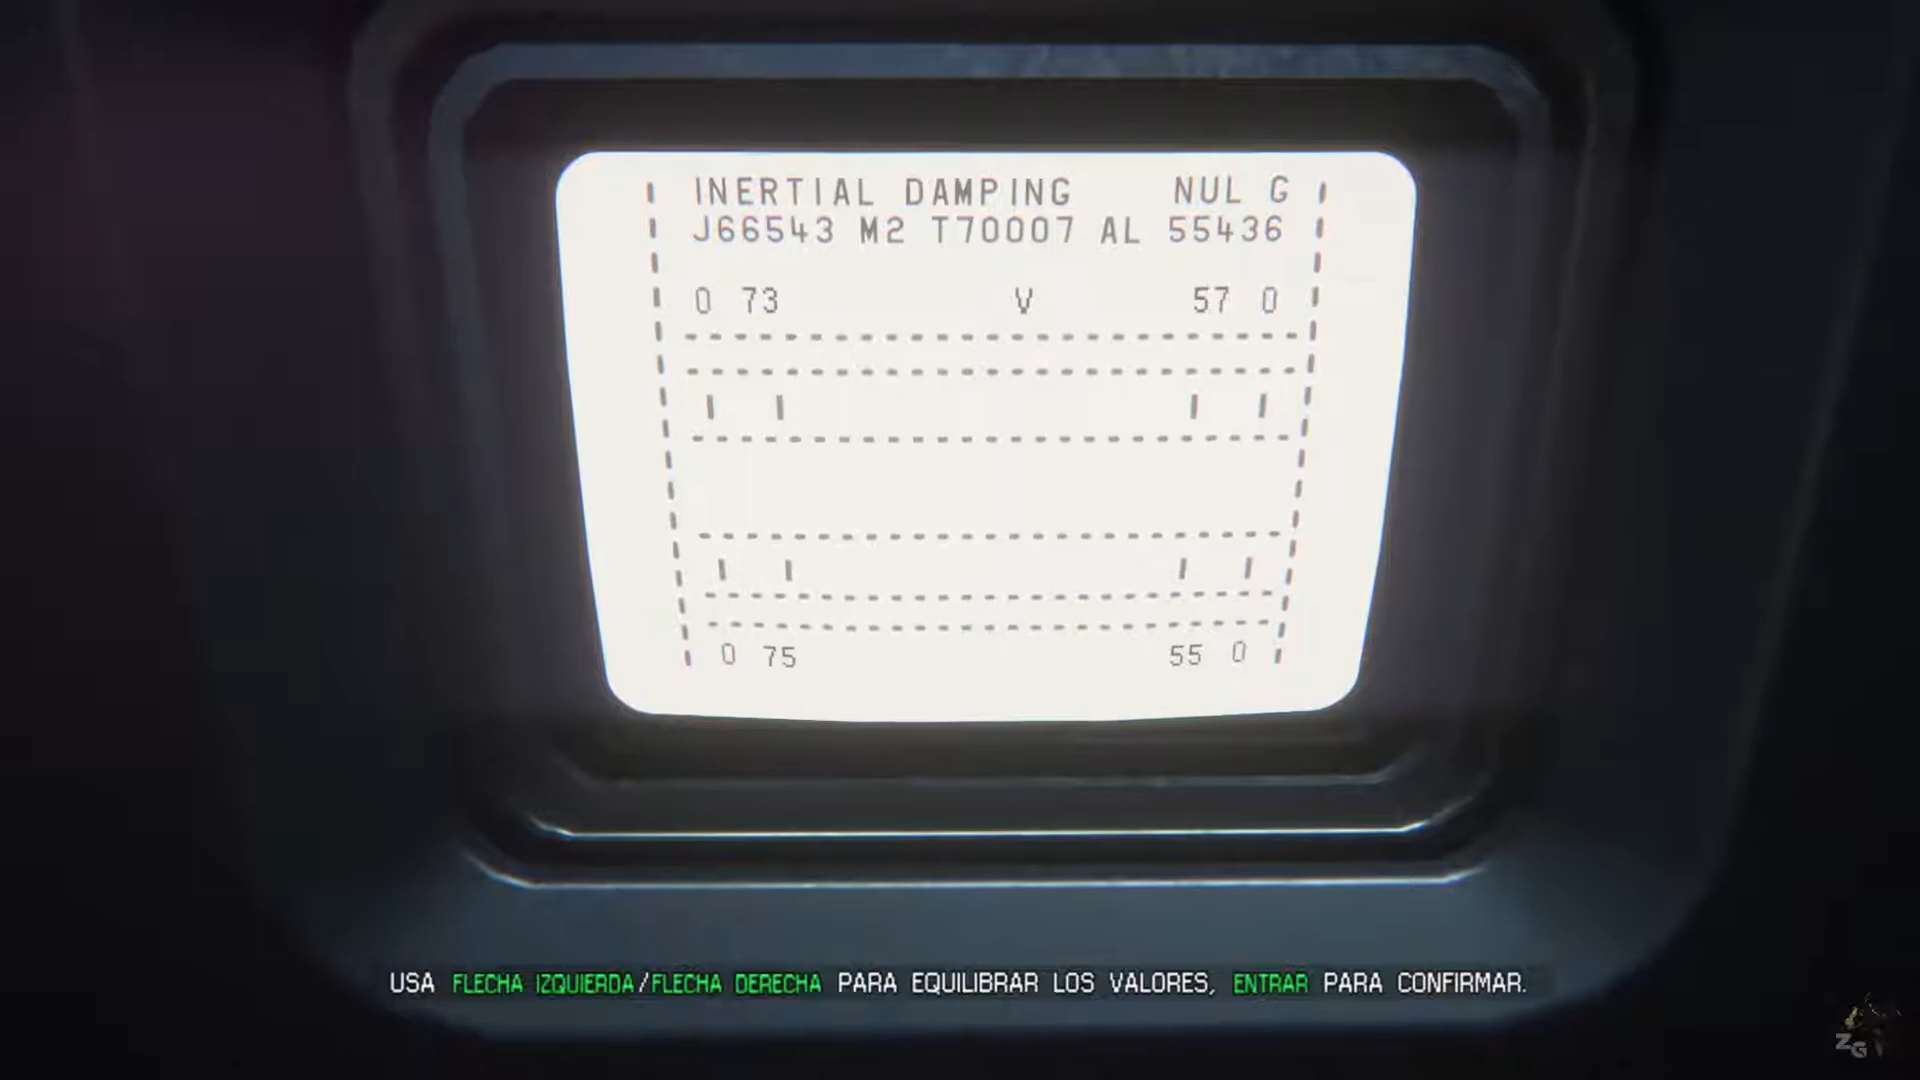 INERTIAL DAMPING NUL G
J66543 M2 T70007 AL 55436
0 73 V 57 0
0 75 55 0
USA FLECHA IZQUIERDA/FLECHA DERECHA PARA EQUILIBRAR LOS VALORES, ENTRAR PARA CONFIRMAR.
ZG